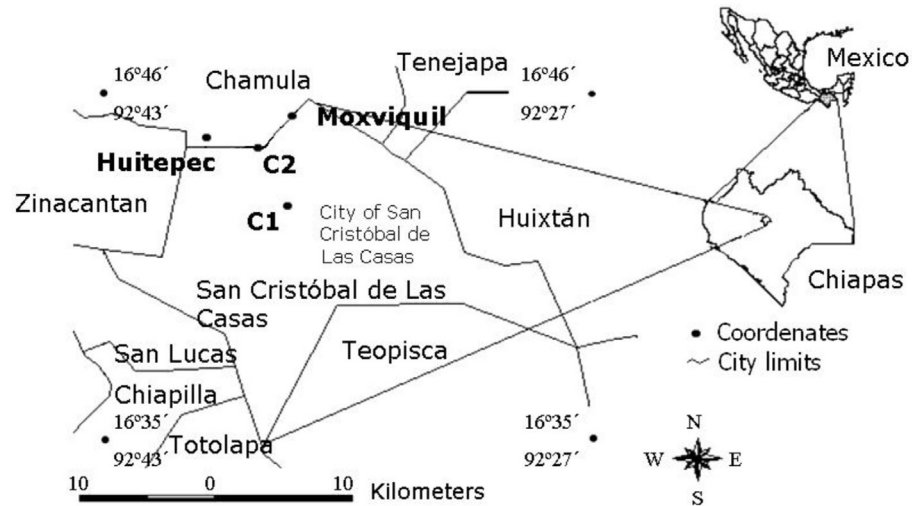 Mexico
Tenejapa
16º46´
Chamula
16º46´
92º43´
92º27´
Moxviquil
Huitepec
C2
Zinacantan
C1
City of San
Cristóbal de
Las Casas
Huixtán
Chiapas
San Cristóbal de Las
Casas
Coordenates
Teopisca
City limits
San Lucas
Chiapilla
16º35´
16º35´
N
Totolapa
92º43´
92º27´
W
E
S
10 0 10
Kilometers